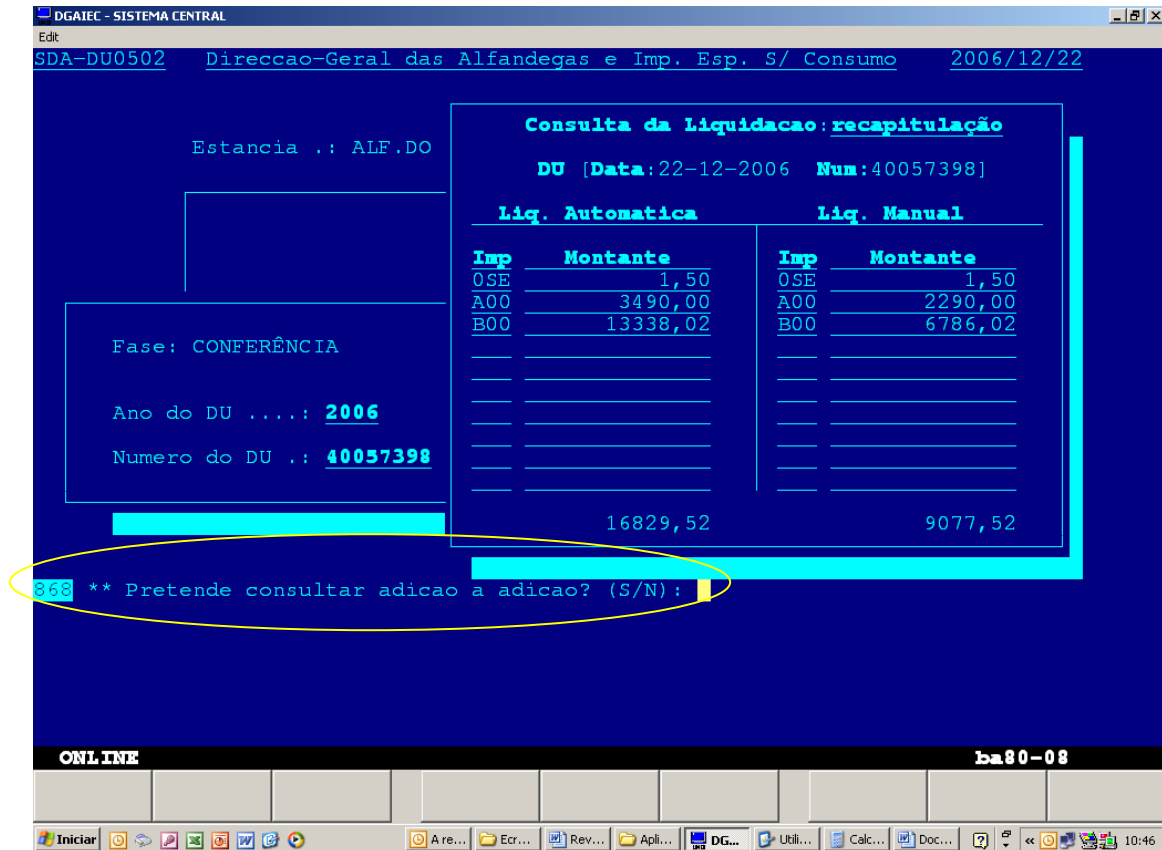 DGAIEC - SISTEMA CENTRAL
Edit
SDA-DU0502 Direccao-Geral das Alfandegas e Imp. Esp. S/ Consumo 2006/12/22
Estancia .: ALF.DO
Consulta da Liquidacao:recapitulação
DU [Data:22-12-2006 Num:40057398]
Liq. Automatica Liq. Manual
Imp Montante Imp Montante
0SE 1,50 0SE 1,50
A00 3490,00 A00 2290,00
B00 13338,02 B00 6786,02
Fase: CONFERÊNCIA
Ano do DU ....: 2006
Numero do DU .: 40057398
16829,52 9077,52
868 ** Pretende consultar adicao a adicao? (S/N):
ONLINE ba80-08
Iniciar A re... Ecr... Rev... Apli... DG... Utili... Calc... Doc... 10:46